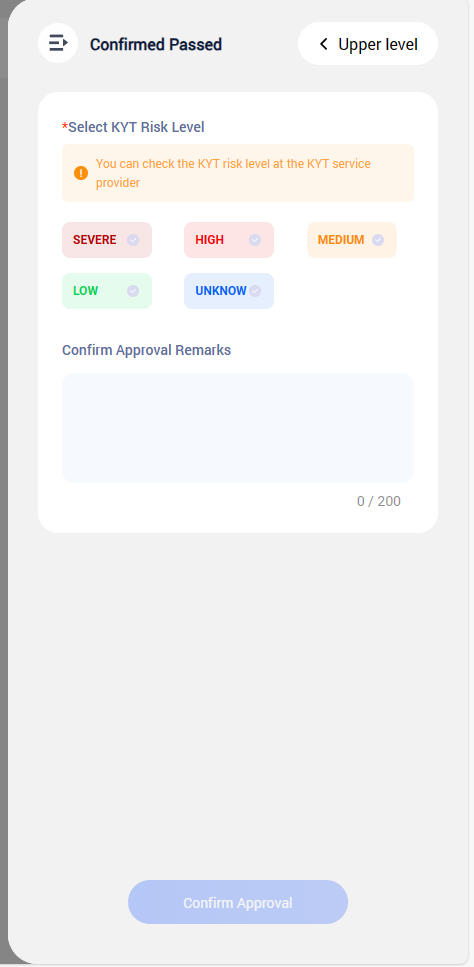 Confirmed Passed
Upper level
*Select KYT Risk Level
You can check the KYT risk level at the KYT service
provider
SEVERE
HIGH
MEDIUM
LOW
UNKNOW
Confirm Approval Remarks
0 / 200
Confirm Approval